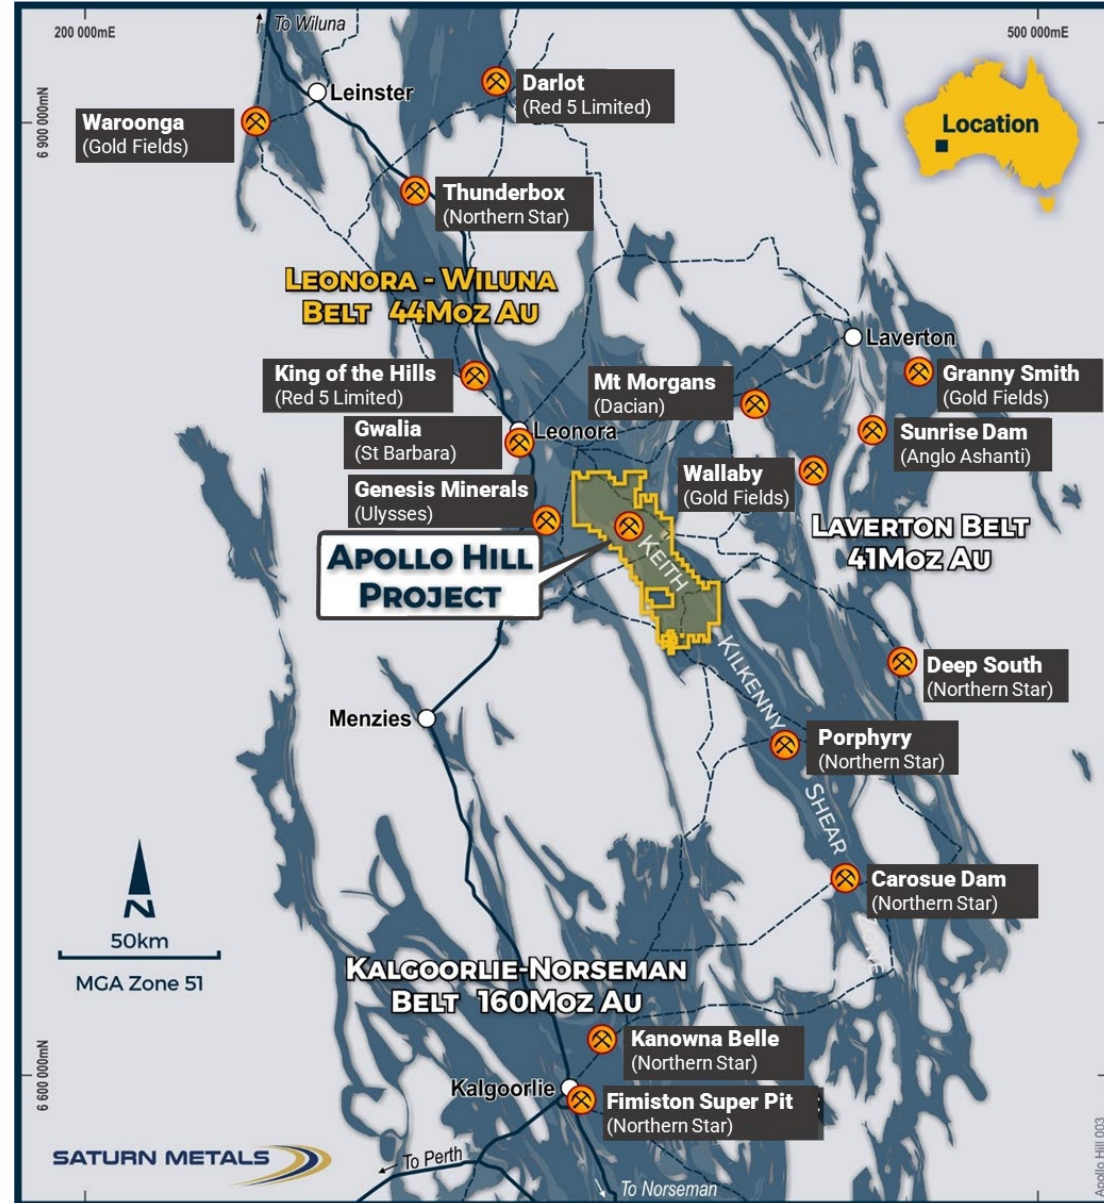 200 000mE
To Wiluna
500 000mE
6 900 000mN
Leinster
Darlot
(Red 5 Limited)
Waroonga
(Gold Fields)
Location
Thunderbox
(Northern Star)
LEONORA - WILUNA
BELT 44MOZ AU
Laverton
King of the Hills
(Red 5 Limited)
Mt Morgans
(Dacian)
Granny Smith
(Gold Fields)
Gwalia
(St Barbara)
Leonora
Sunrise Dam
(Anglo Ashanti)
Wallaby
(Gold Fields)
Genesis Minerals
(Ulysses)
LAVERTON BELT
41MOZ AU
APOLLO HILL
PROJECT
KEITH
KILKENNY
SHEAR
Deep South
(Northern Star)
Menzies
Porphyry
(Northern Star)
Carosue Dam
(Northern Star)
N
50km
MGA Zone 51
KALGOORLIE-NORSEMAN
BELT 160MOZ AU
Kanowna Belle
(Northern Star)
6 600 000mN
Kalgoorlie
Fimiston Super Pit
(Northern Star)
SATURN METALS
To Perth
To Norseman
Apollo Hill 003